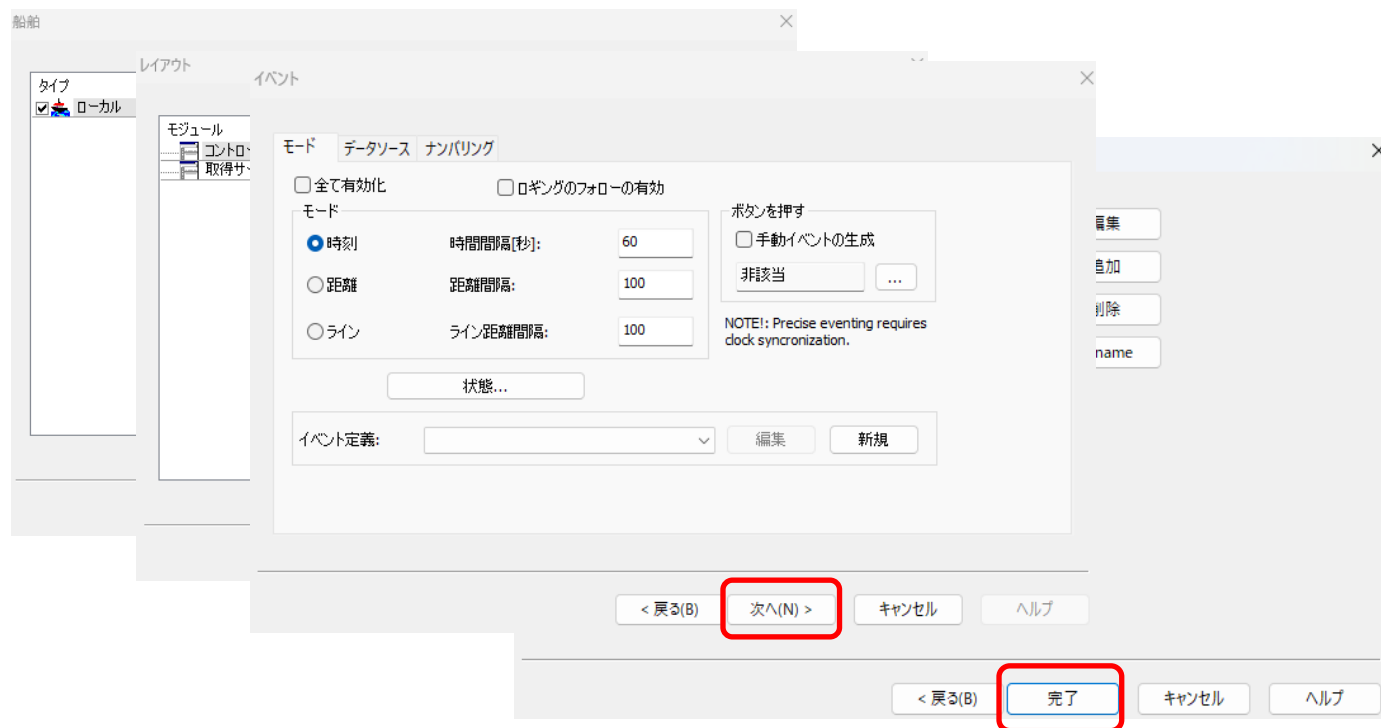 船舶
タイプ
ローカル
レイアウト
モジュール
コントロ
取得サ
イベント
モード データソース ナンバリング
全て有効化 ロギングのフォローの有効
モード
時刻 時間間隔[秒]: 60
距離 距離間隔: 100
ライン ライン距離間隔: 100
ボタンを押す
手動イベントの生成
非該当 ...
NOTE!: Precise eventing requires
clock syncronization.
状態...
イベント定義: 編集 新規
< 戻る(B) 次へ(N) > キャンセル ヘルプ
編集
追加
削除
name
< 戻る(B) 完了 キャンセル ヘルプ